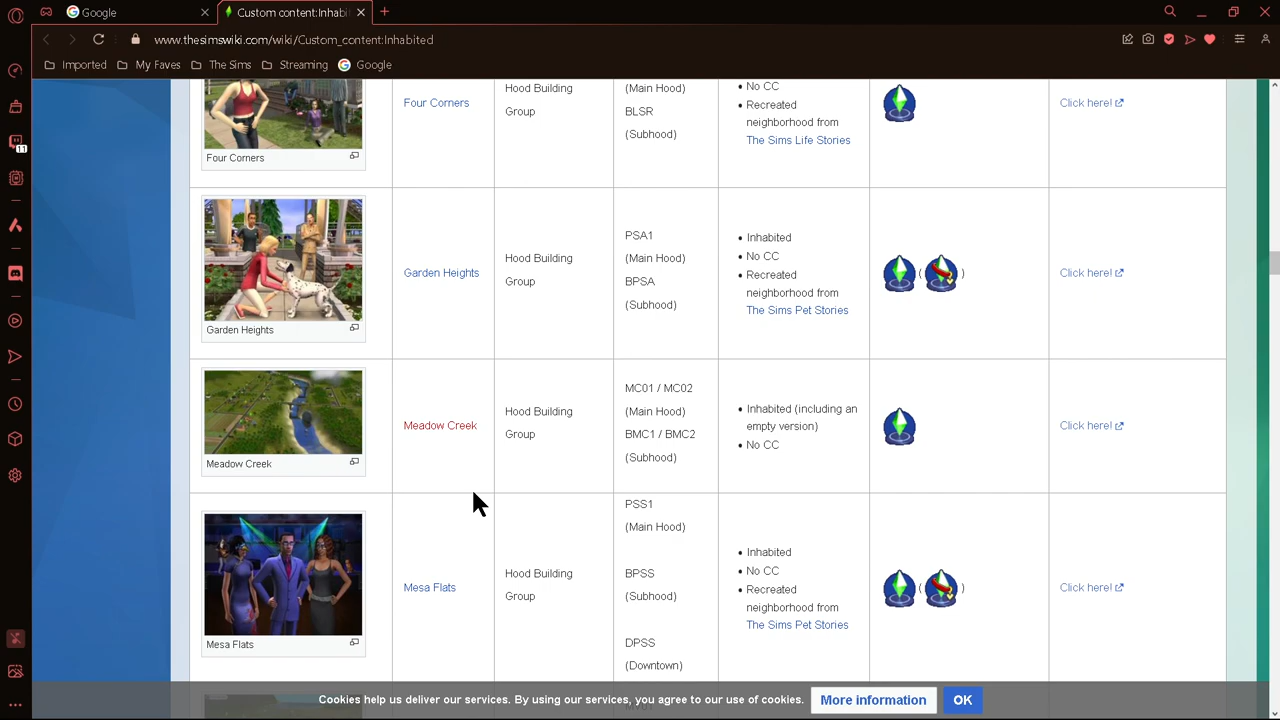 Google
Custom content:Inhabi
www.thesimswiki.com/wiki/Custom_content:Inhabited
Imported
My Faves
The Sims
Streaming
Google
11
Four Corners
Four Corners
Hood Building
Group
(Main Hood)
BLSR
(Subhood)
• No CC
• Recreated
neighborhood from
The Sims Life Stories
Click here!
Garden Heights
Garden Heights
Hood Building
Group
PSA1
(Main Hood)
BPSA
(Subhood)
• Inhabited
• No CC
• Recreated
neighborhood from
The Sims Pet Stories
( )
Click here!
Meadow Creek
Meadow Creek
Hood Building
Group
MC01 / MC02
(Main Hood)
BMC1 / BMC2
(Subhood)
• Inhabited (including an
empty version)
• No CC
Click here!
Mesa Flats
Mesa Flats
Hood Building
Group
PSS1
(Main Hood)
BPSS
(Subhood)
DPSS
(Downtown)
• Inhabited
• No CC
• Recreated
neighborhood from
The Sims Pet Stories
( )
Click here!
Cookies help us deliver our services. By using our services, you agree to our use of cookies.
More information
OK